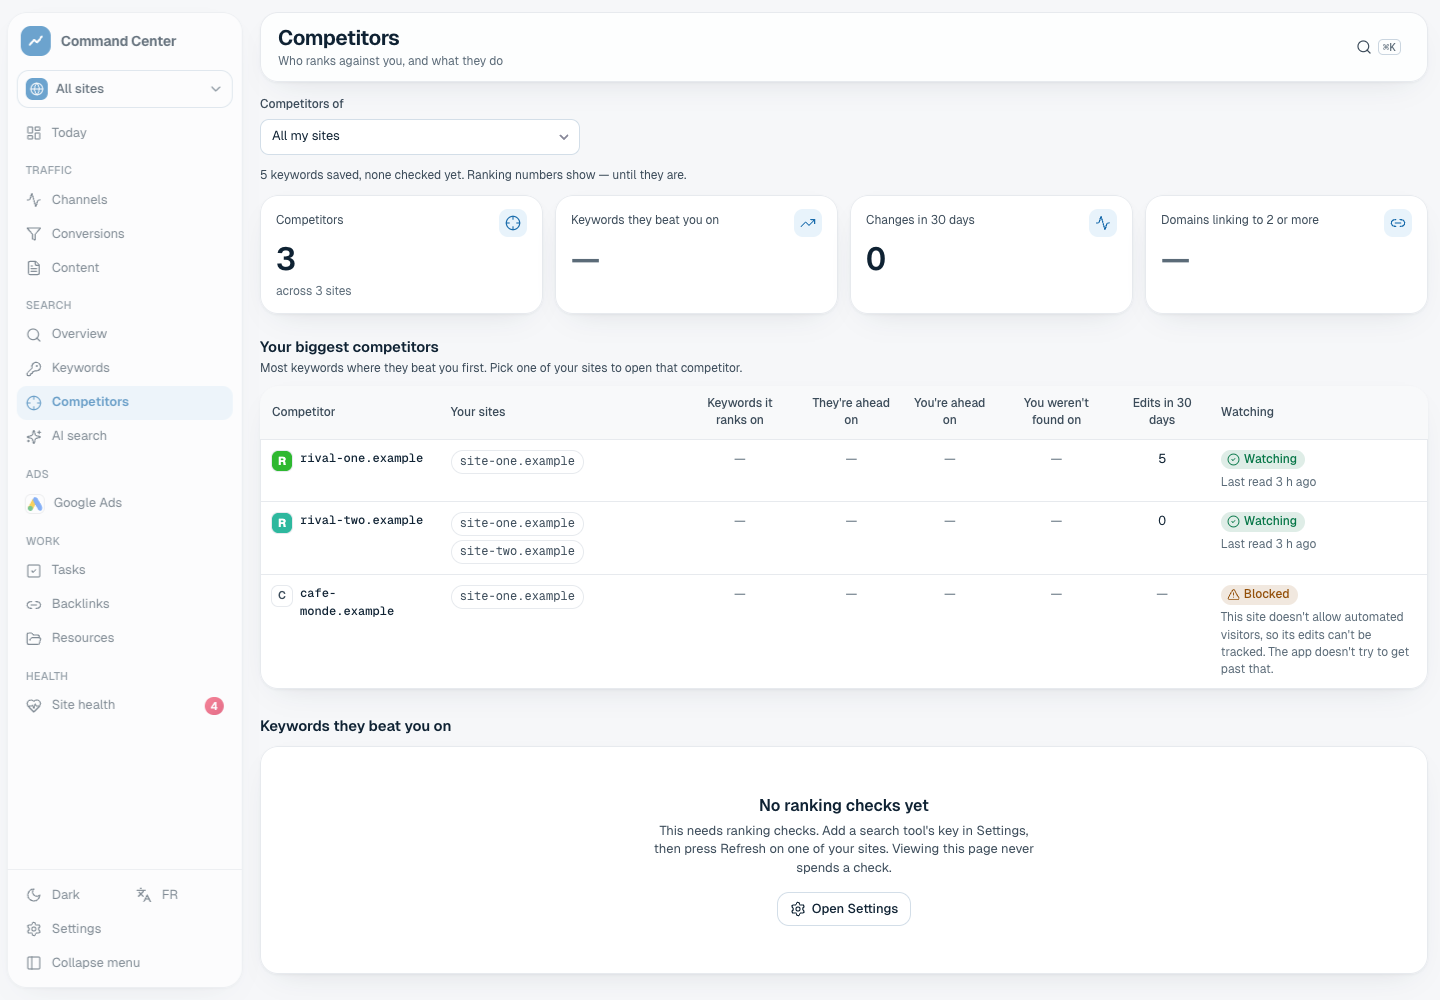 Command Center
All sites
Today
TRAFFIC
Channels
Conversions
Content
SEARCH
Overview
Keywords
Competitors
AI search
ADS
Google Ads
WORK
Tasks
Backlinks
Resources
HEALTH
Site health 4
Dark FR
Settings
Collapse menu
Competitors
Who ranks against you, and what they do
⌘K
Competitors of
All my sites
5 keywords saved, none checked yet. Ranking numbers show — until they are.
Competitors
3
across 3 sites
Keywords they beat you on
—
Changes in 30 days
0
Domains linking to 2 or more
—
Your biggest competitors
Most keywords where they beat you first. Pick one of your sites to open that competitor.
Competitor Your sites Keywords it ranks on They're ahead on You're ahead on You weren't found on Edits in 30 days Watching
R rival-one.example site-one.example — — — — 5 Watching
Last read 3 h ago
R rival-two.example site-one.example — — — — 0 Watching
site-two.example Last read 3 h ago
C cafe- site-one.example — — — — — Blocked
monde.example
This site doesn't allow automated
visitors, so its edits can't be
tracked. The app doesn't try to get
past that.
Keywords they beat you on
No ranking checks yet
This needs ranking checks. Add a search tool's key in Settings,
then press Refresh on one of your sites. Viewing this page never
spends a check.
Open Settings